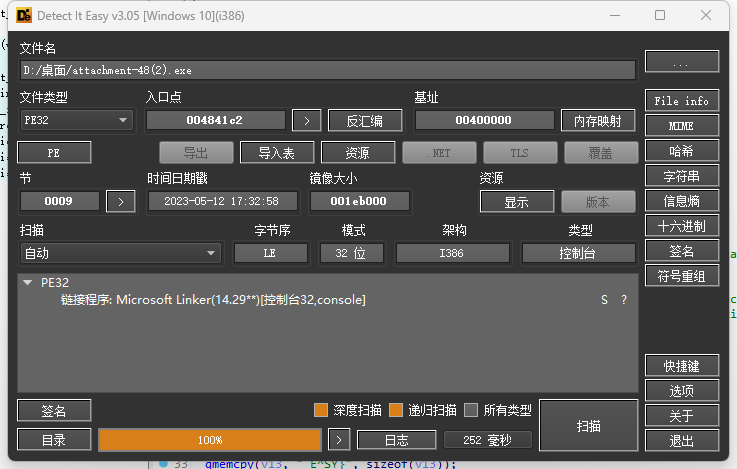 Detect It Easy v3.05 [Windows 10](i386)
文件名
D:/桌面/attachment-48(2).exe
...
文件类型 入口点 基址
PE32 004841c2 > 反汇编 00400000 内存映射
File info
MIME
PE 导出 导入表 资源 .NET TLS 覆盖
哈希
节 时间日期戳 镜像大小 资源
字符串
0009 > 2023-05-12 17:32:58 001eb000 显示 版本
信息熵
扫描 字节序 模式 架构 类型
十六进制
自动 LE 32 位 I386 控制台
签名
符号重组
PE32
链接程序: Microsoft Linker(14.29**)[控制台32,console] S ?
快捷键
选项
签名 深度扫描 递归扫描 所有类型 扫描
关于
目录 100% > 日志 252 毫秒
退出
33 qmemcpy(v13, " E^SY}", sizeof(v13));